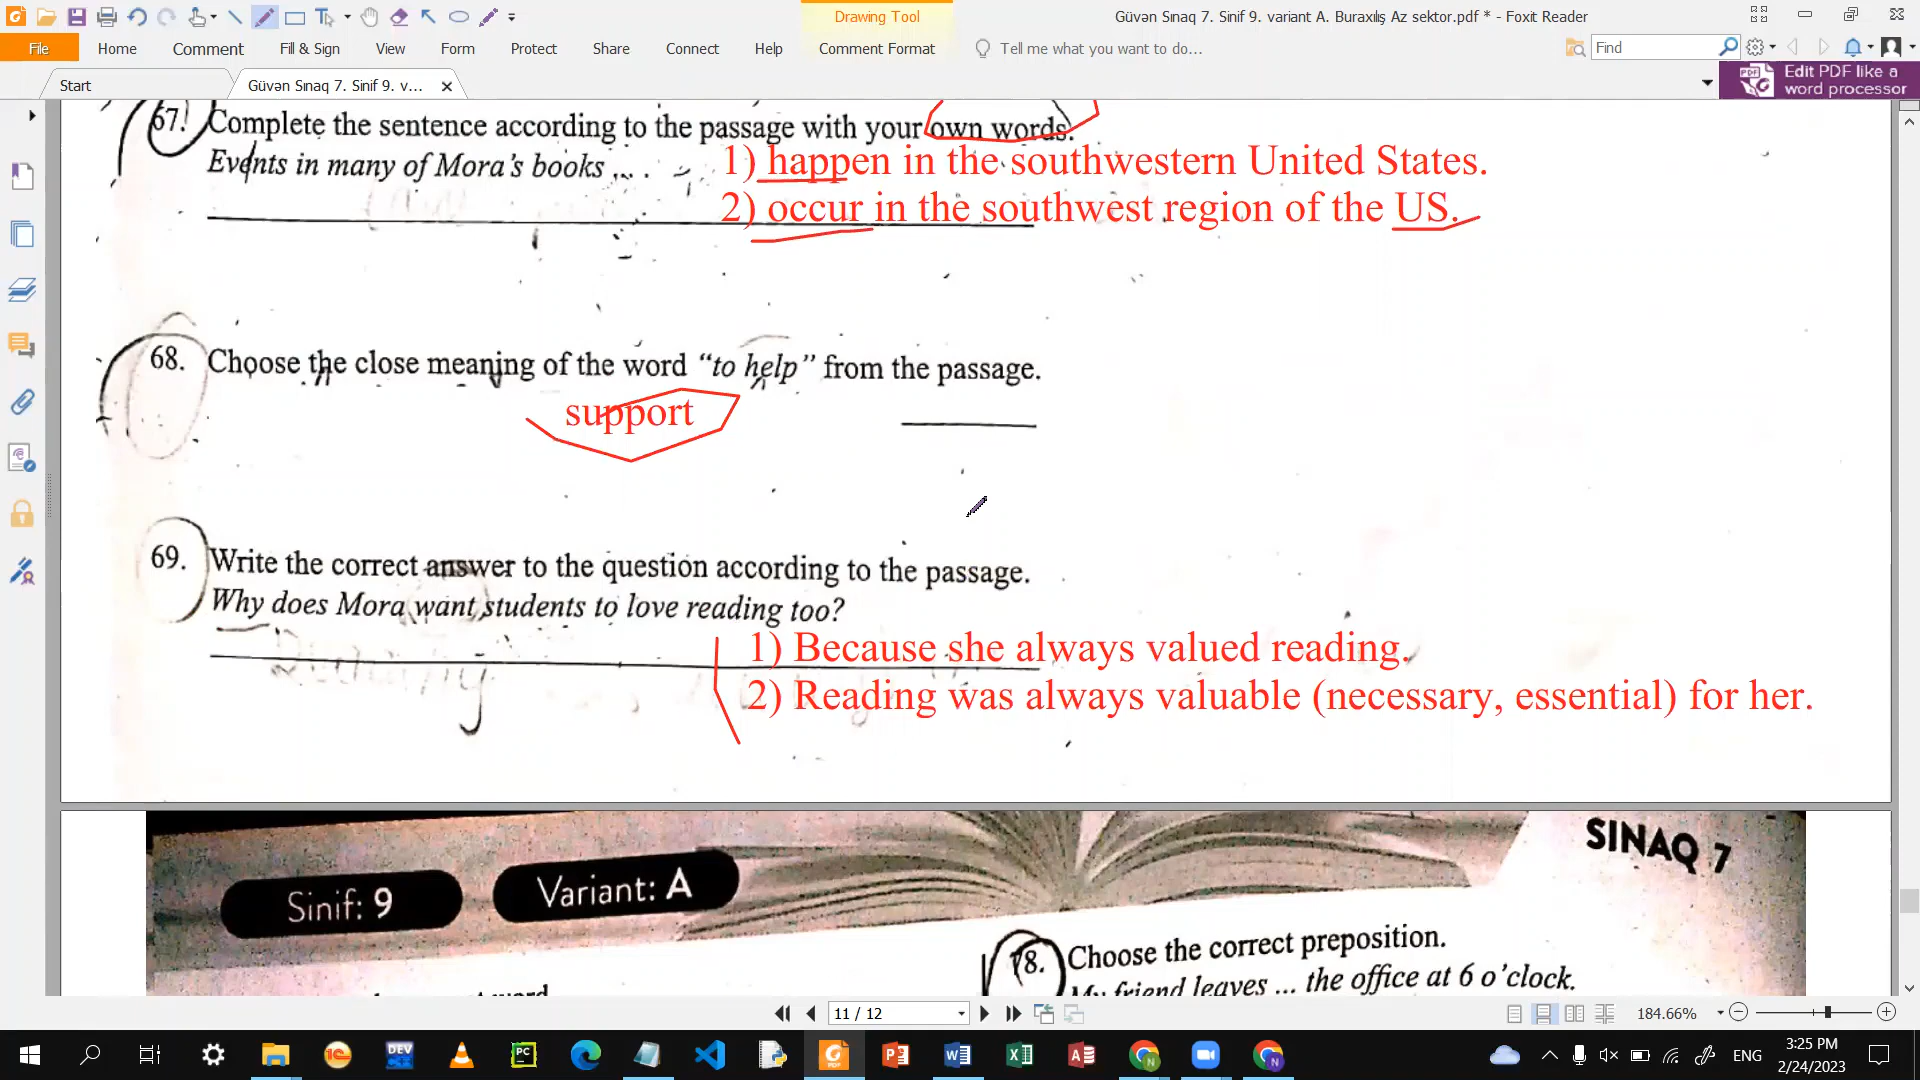 Drawing Tool
Güvən Sınaq 7. Sinif 9. variant A. Buraxılış Az sektor.pdf * - Foxit Reader
File
Home
Comment
Fill & Sign
View
Form
Protect
Share
Connect
Help
Comment Format
Tell me what you want to do...
Find
Start
Güvən Sınaq 7. Sinif 9. v...
Edit PDF like a
word processor
67. Complete the sentence according to the passage with your own words.
Events in many of Mora's books ... .
1) happen in the southwestern United States.
2) occur in the southwest region of the US.
68. Choose the close meaning of the word "to help" from the passage.
support
69. Write the correct answer to the question according to the passage.
Why does Mora want students to love reading too?
1) Because she always valued reading.
2) Reading was always valuable (necessary, essential) for her.
SINAQ 7
Sinif: 9
Variant: A
78. Choose the correct preposition.
My friend leaves ... the office at 6 o'clock.
word
11 / 12
184.66%
ENG
3:25 PM
2/24/2023